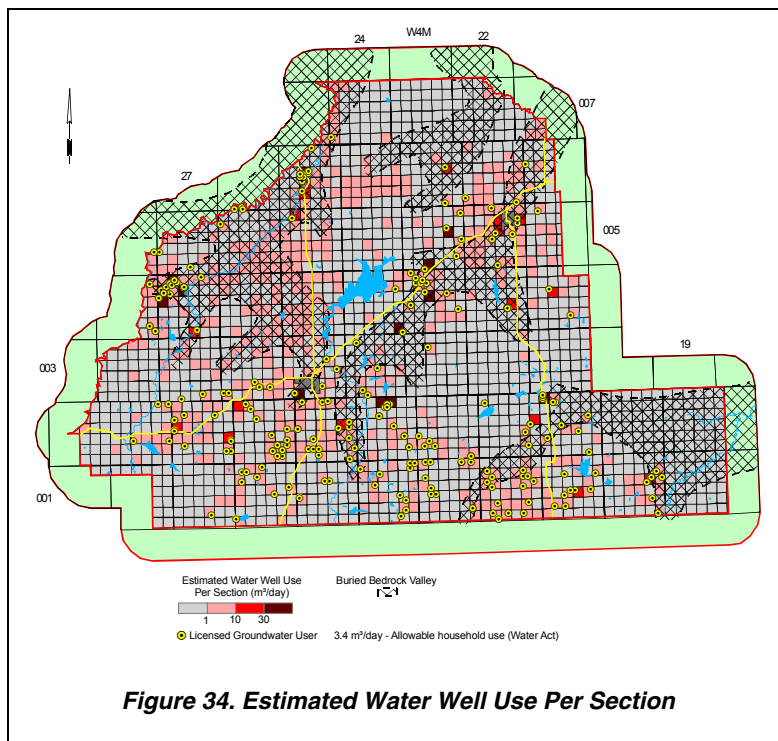 24
W4M
22
007
27
005
003
19
001
Estimated Water Well Use
Per Section (m³/day)
Buried Bedrock Valley
1 10 30
Licensed Groundwater User 3.4 m³/day - Allowable household use (Water Act)
Figure 34. Estimated Water Well Use Per Section